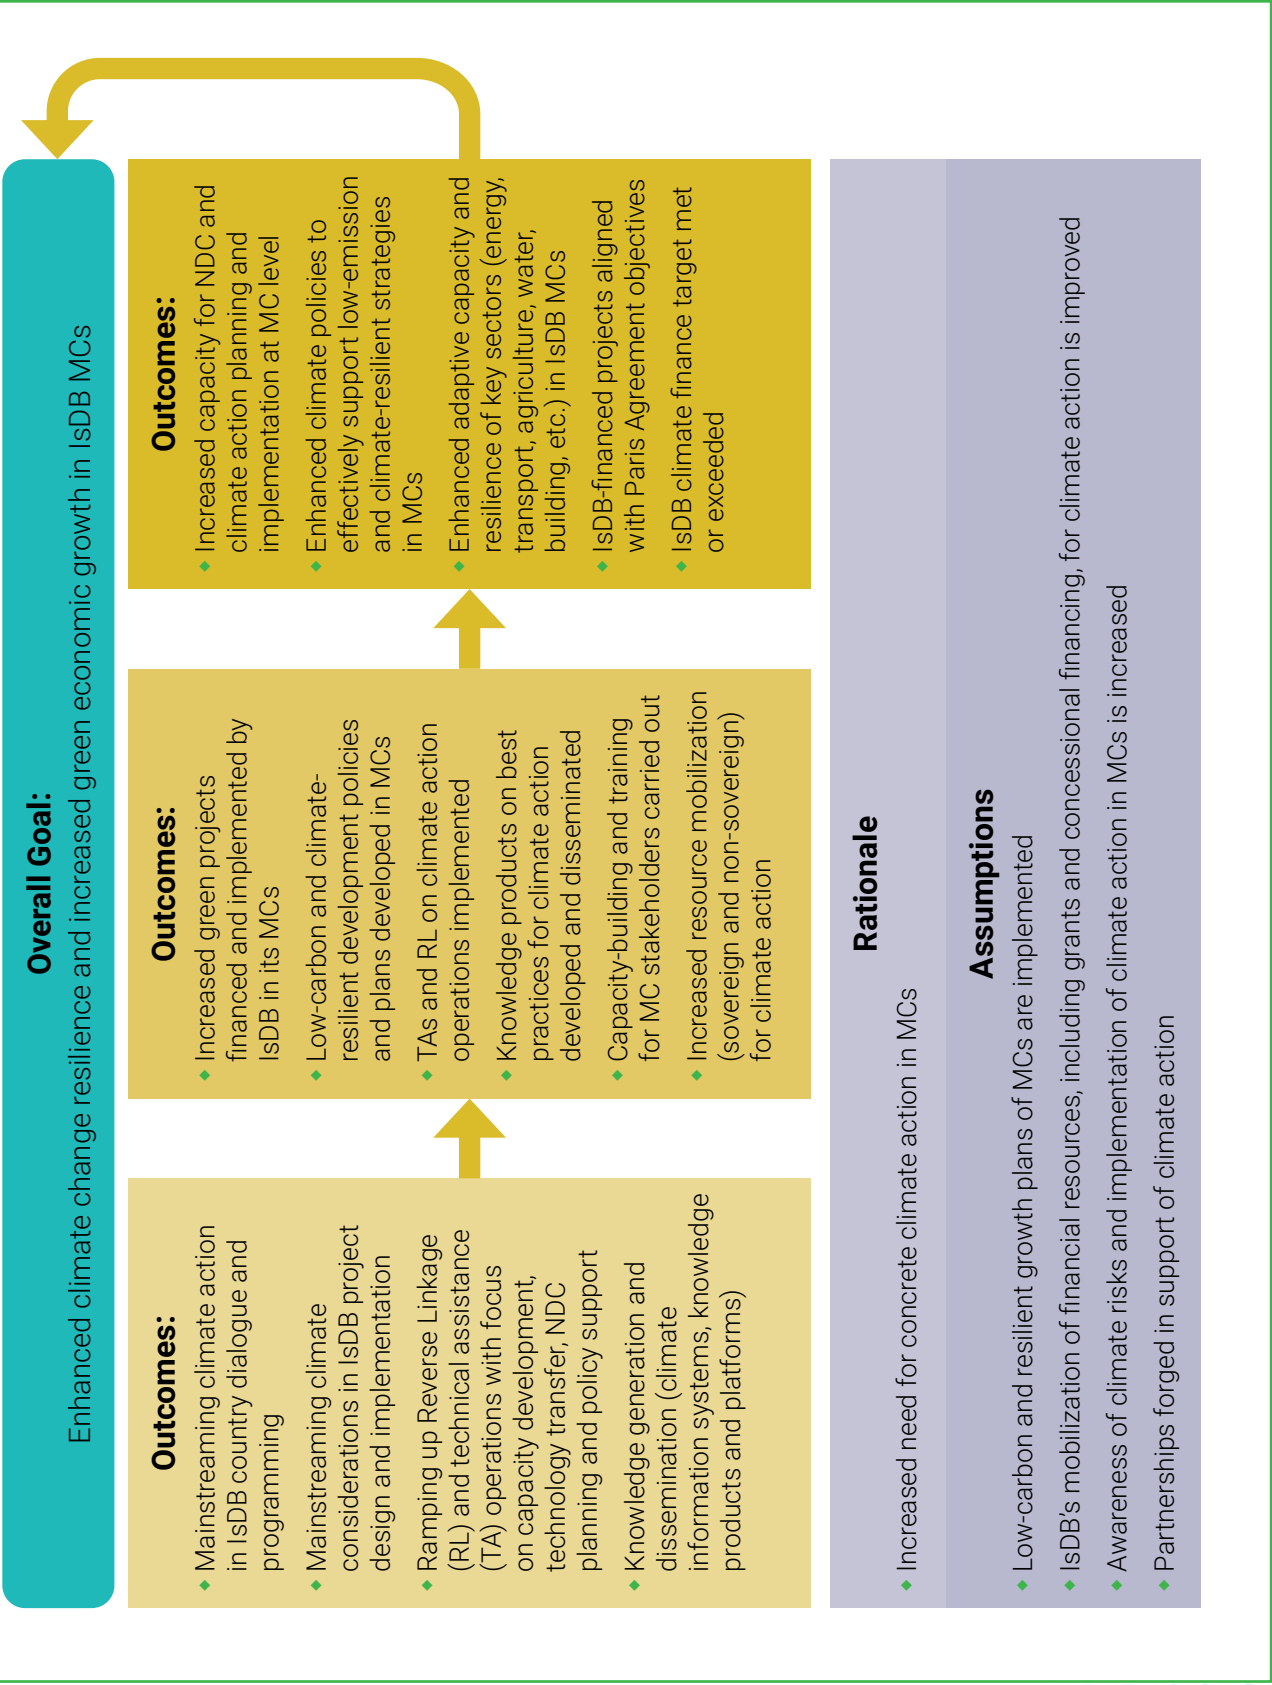 Overall Goal:
Enhanced climate change resilience and increased green economic growth in IsDB MCs
Outcomes:
Mainstreaming climate action
in IsDB country dialogue and
programming
Mainstreaming climate
considerations in IsDB project
design and implementation
Ramping up Reverse Linkage
(RL) and technical assistance
(TA) operations with focus
on capacity development,
technology transfer, NDC
planning and policy support
Knowledge generation and
dissemination (climate
information systems, knowledge
products and platforms)
Outcomes:
Increased green projects
financed and implemented by
IsDB in its MCs
Low-carbon and climate-
resilient development policies
and plans developed in MCs
TAs and RL on climate action
operations implemented
Knowledge products on best
practices for climate action
developed and disseminated
Capacity-building and training
for MC stakeholders carried out
Increased resource mobilization
(sovereign and non-sovereign)
for climate action
Outcomes:
Increased capacity for NDC and
climate action planning and
implementation at MC level
Enhanced climate policies to
effectively support low-emission
and climate-resilient strategies
in MCs
Enhanced adaptive capacity and
resilience of key sectors (energy,
transport, agriculture, water,
building, etc.) in IsDB MCs
IsDB-financed projects aligned
with Paris Agreement objectives
IsDB climate finance target met
or exceeded
Rationale
Increased need for concrete climate action in MCs
Assumptions
Low-carbon and resilient growth plans of MCs are implemented
IsDB's mobilization of financial resources, including grants and concessional financing, for climate action is improved
Awareness of climate risks and implementation of climate action in MCs is increased
Partnerships forged in support of climate action